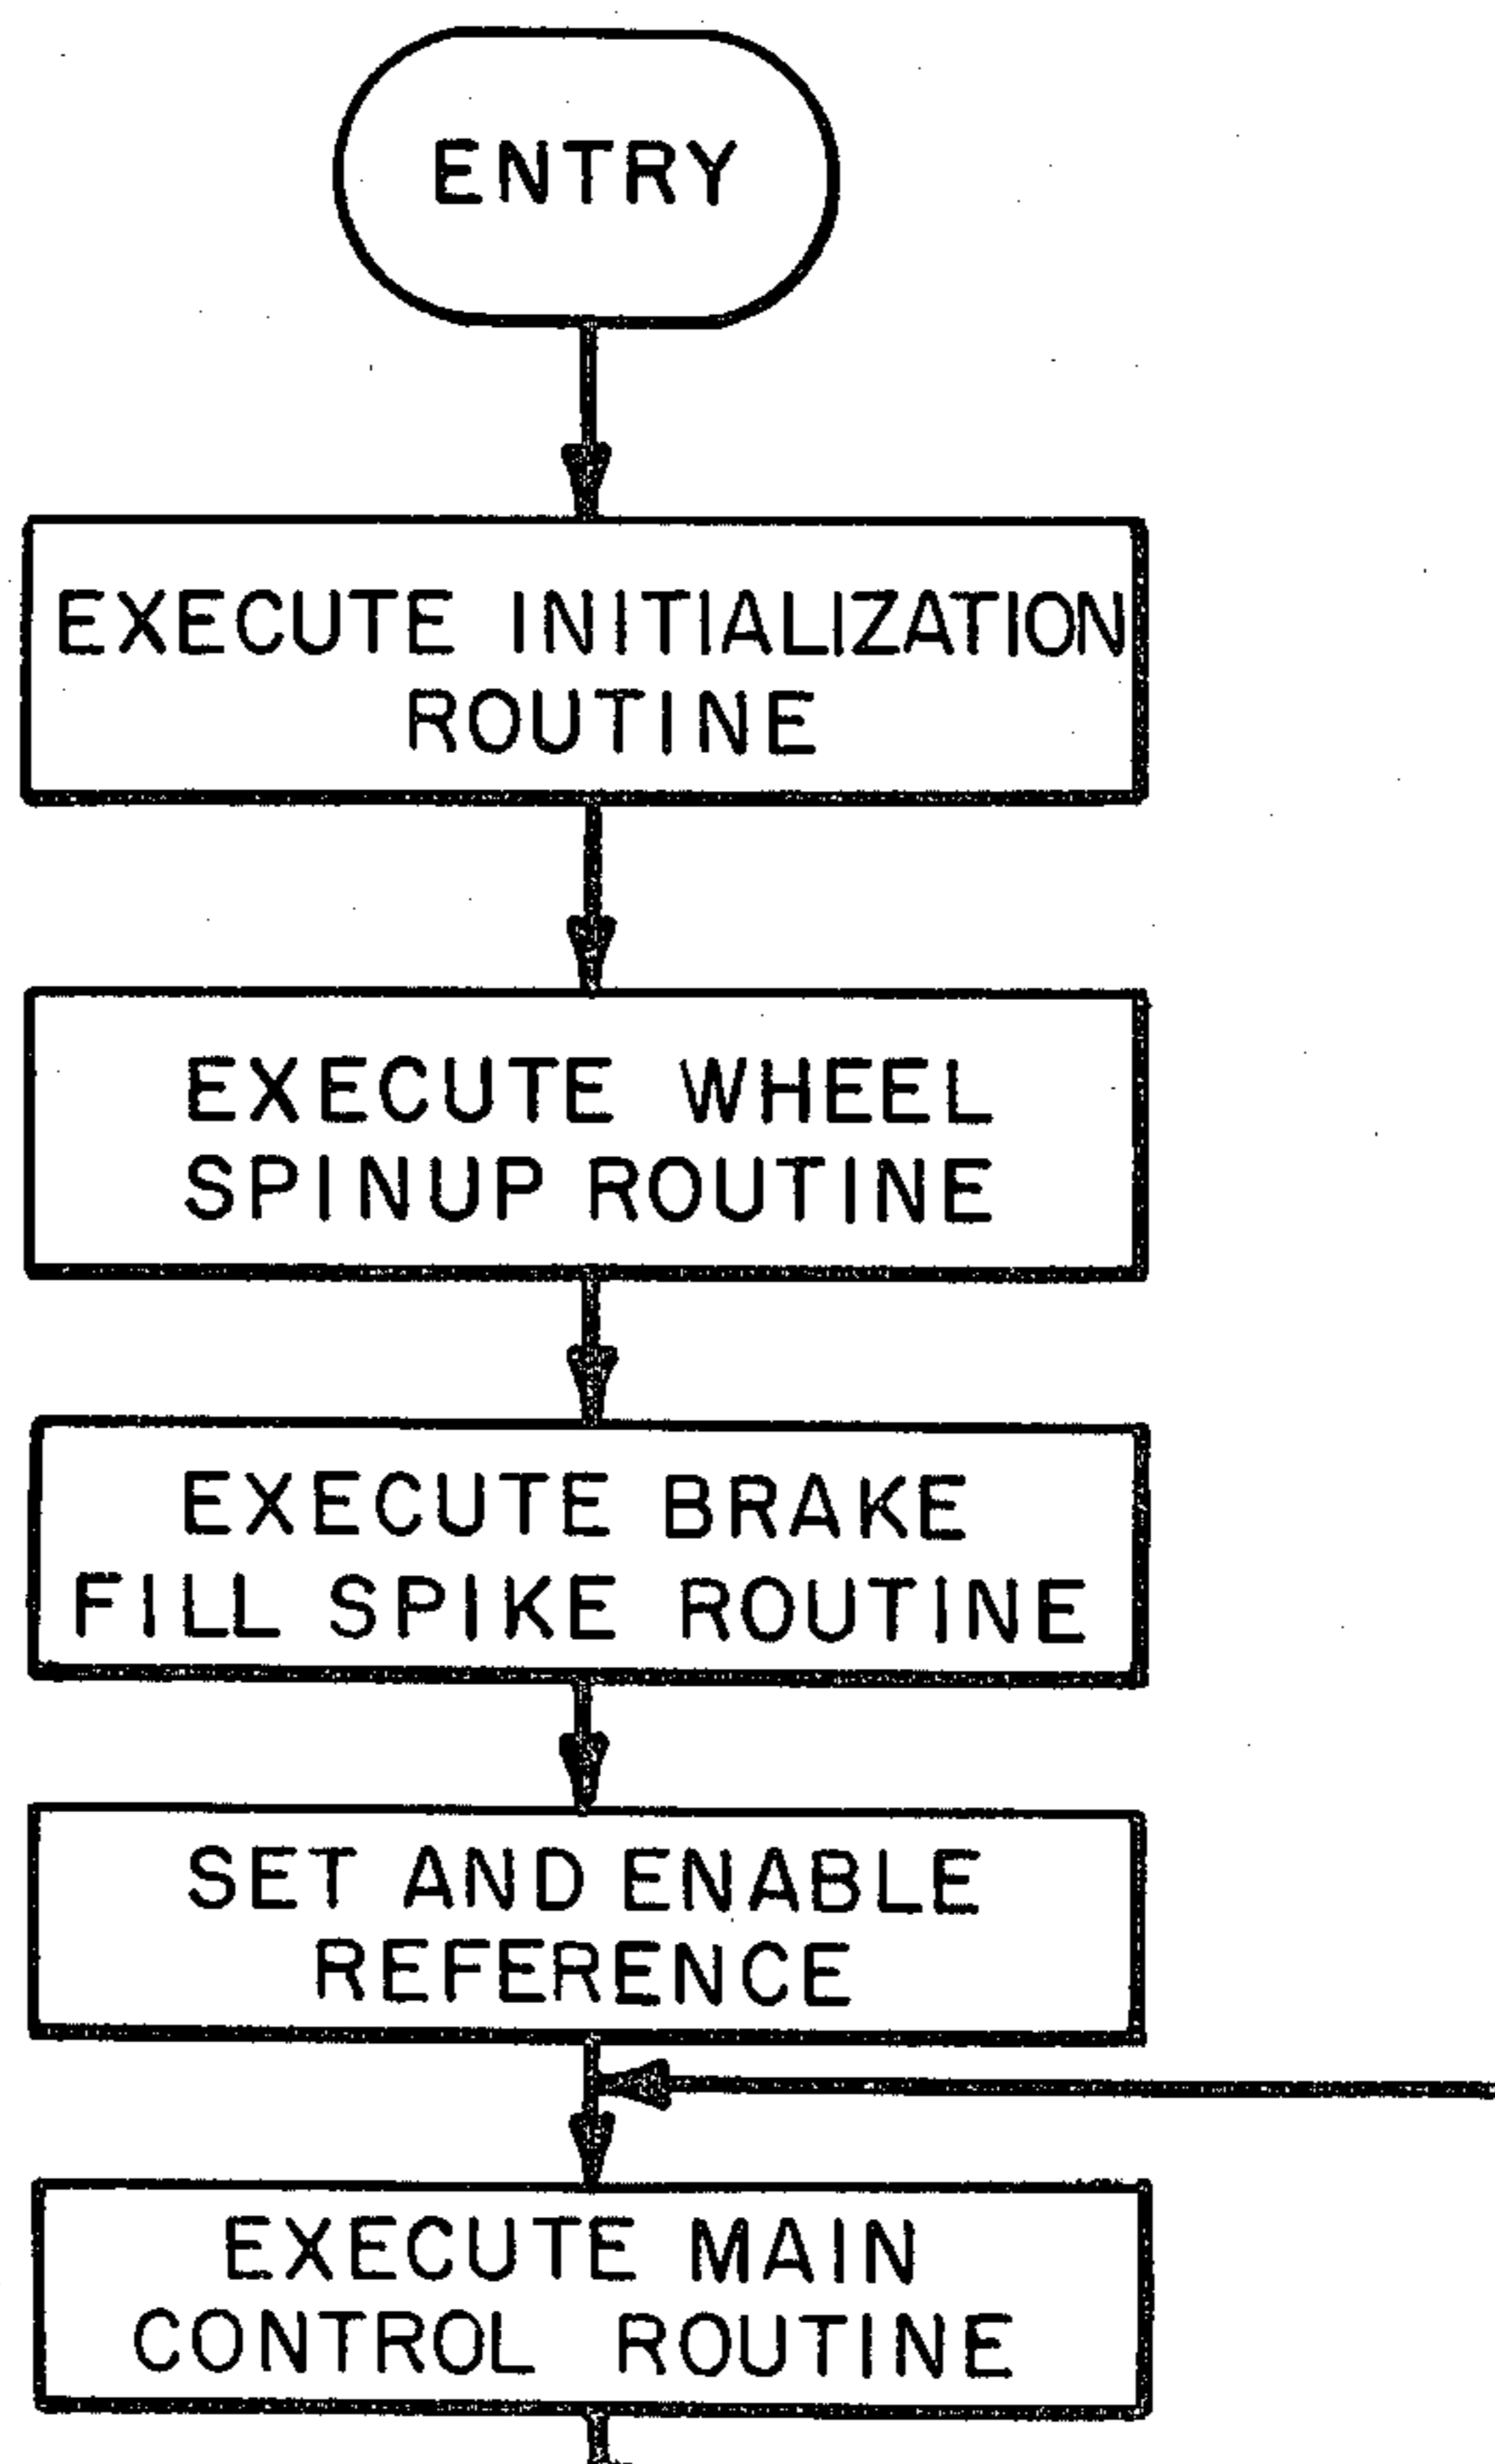 ENTRY
EXECUTE INITIALIZATION
ROUTINE
EXECUTE WHEEL
SPINUP ROUTINE
EXECUTE BRAKE
FILL SPIKE ROUTINE
SET AND ENABLE
REFERENCE
EXECUTE MAIN
CONTROL ROUTINE